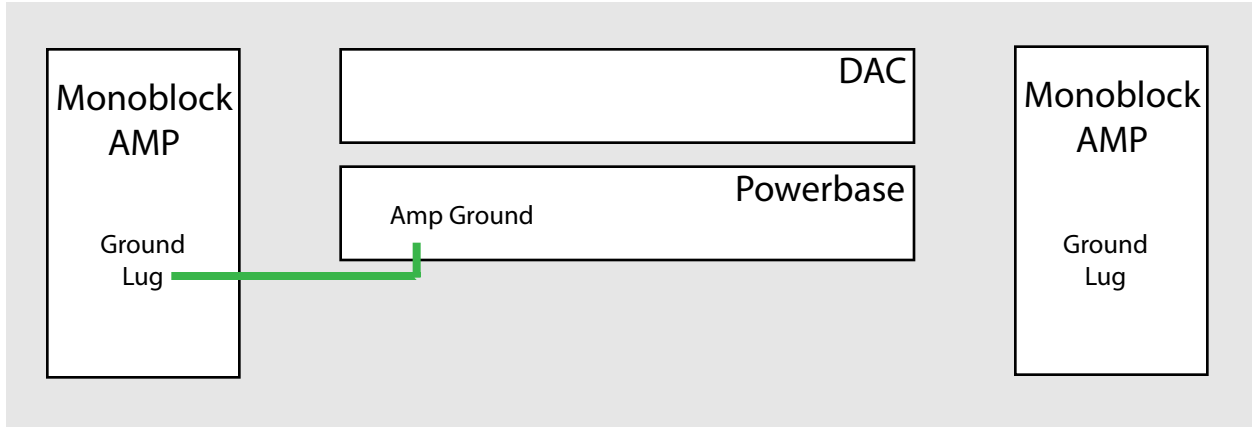 Monoblock
AMP
Ground
Lug
DAC
Powerbase
Amp Ground
Monoblock
AMP
Ground
Lug